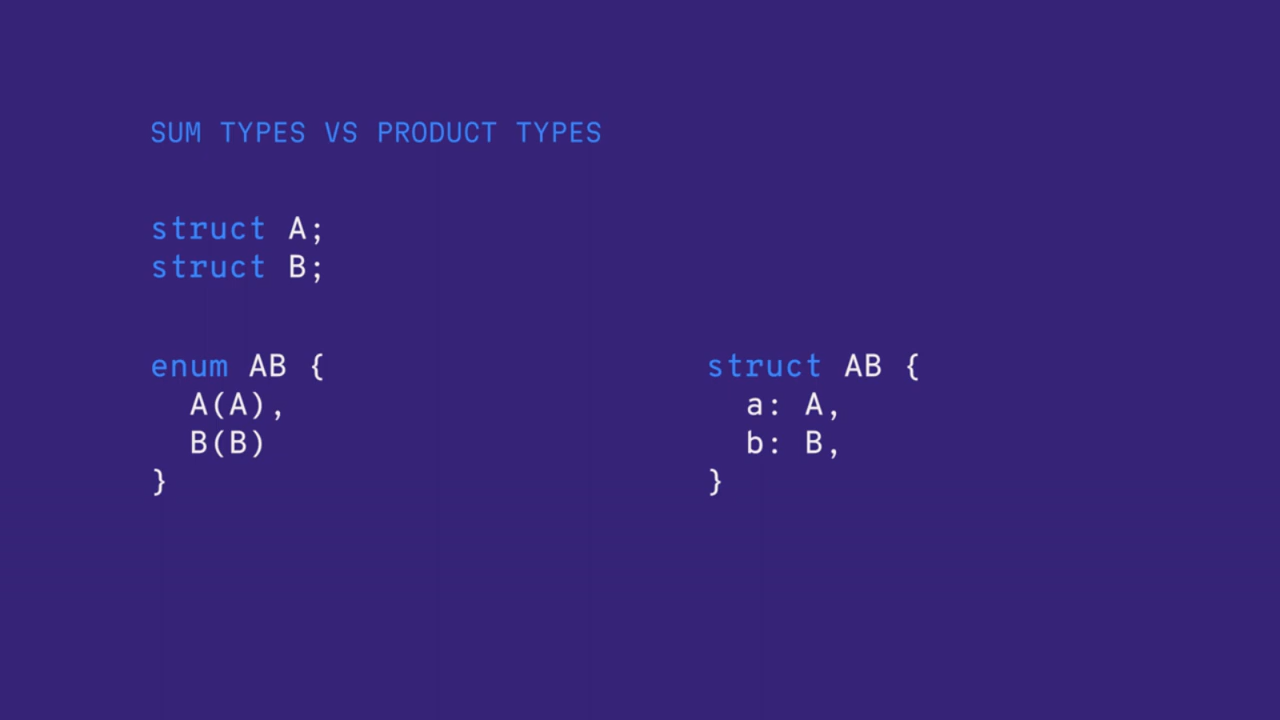 SUM TYPES VS PRODUCT TYPES
struct A;
struct B;
enum AB {
  A(A),
  B(B)
}
struct AB {
  a: A,
  b: B,
}